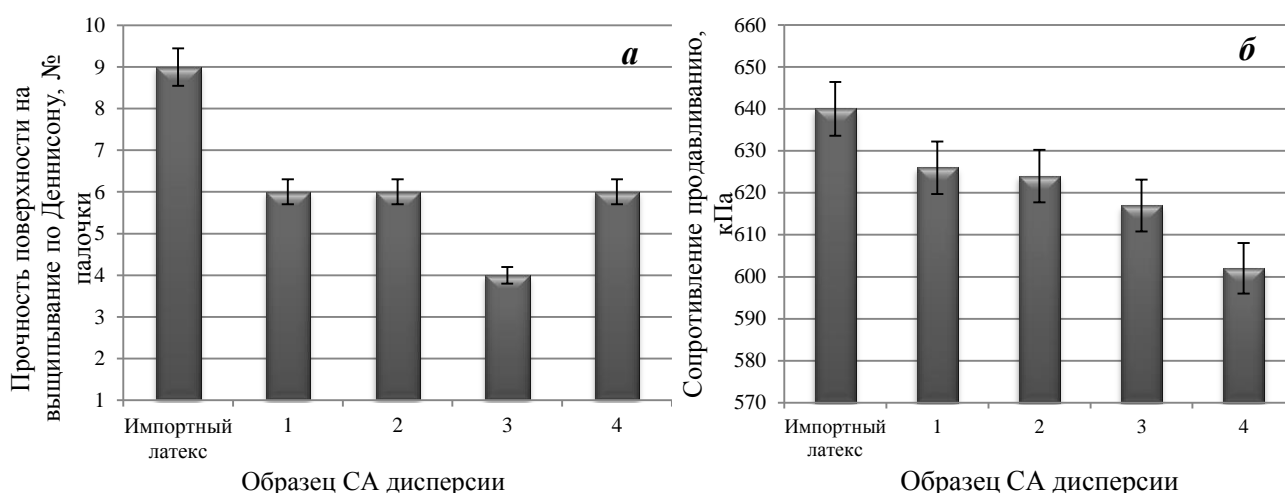 Прочность поверхности на
выщипывание по Деннисону, №
палочки
10
9
8
7
6
5
4
3
2
1
а
Импортный
латекс
1
2
3
4
Образец СА дисперсии
Сопротивление продавливанию,
кПа
660
650
640
630
620
610
600
590
580
570
б
Импортный
латекс
1
2
3
4
Образец СА дисперсии